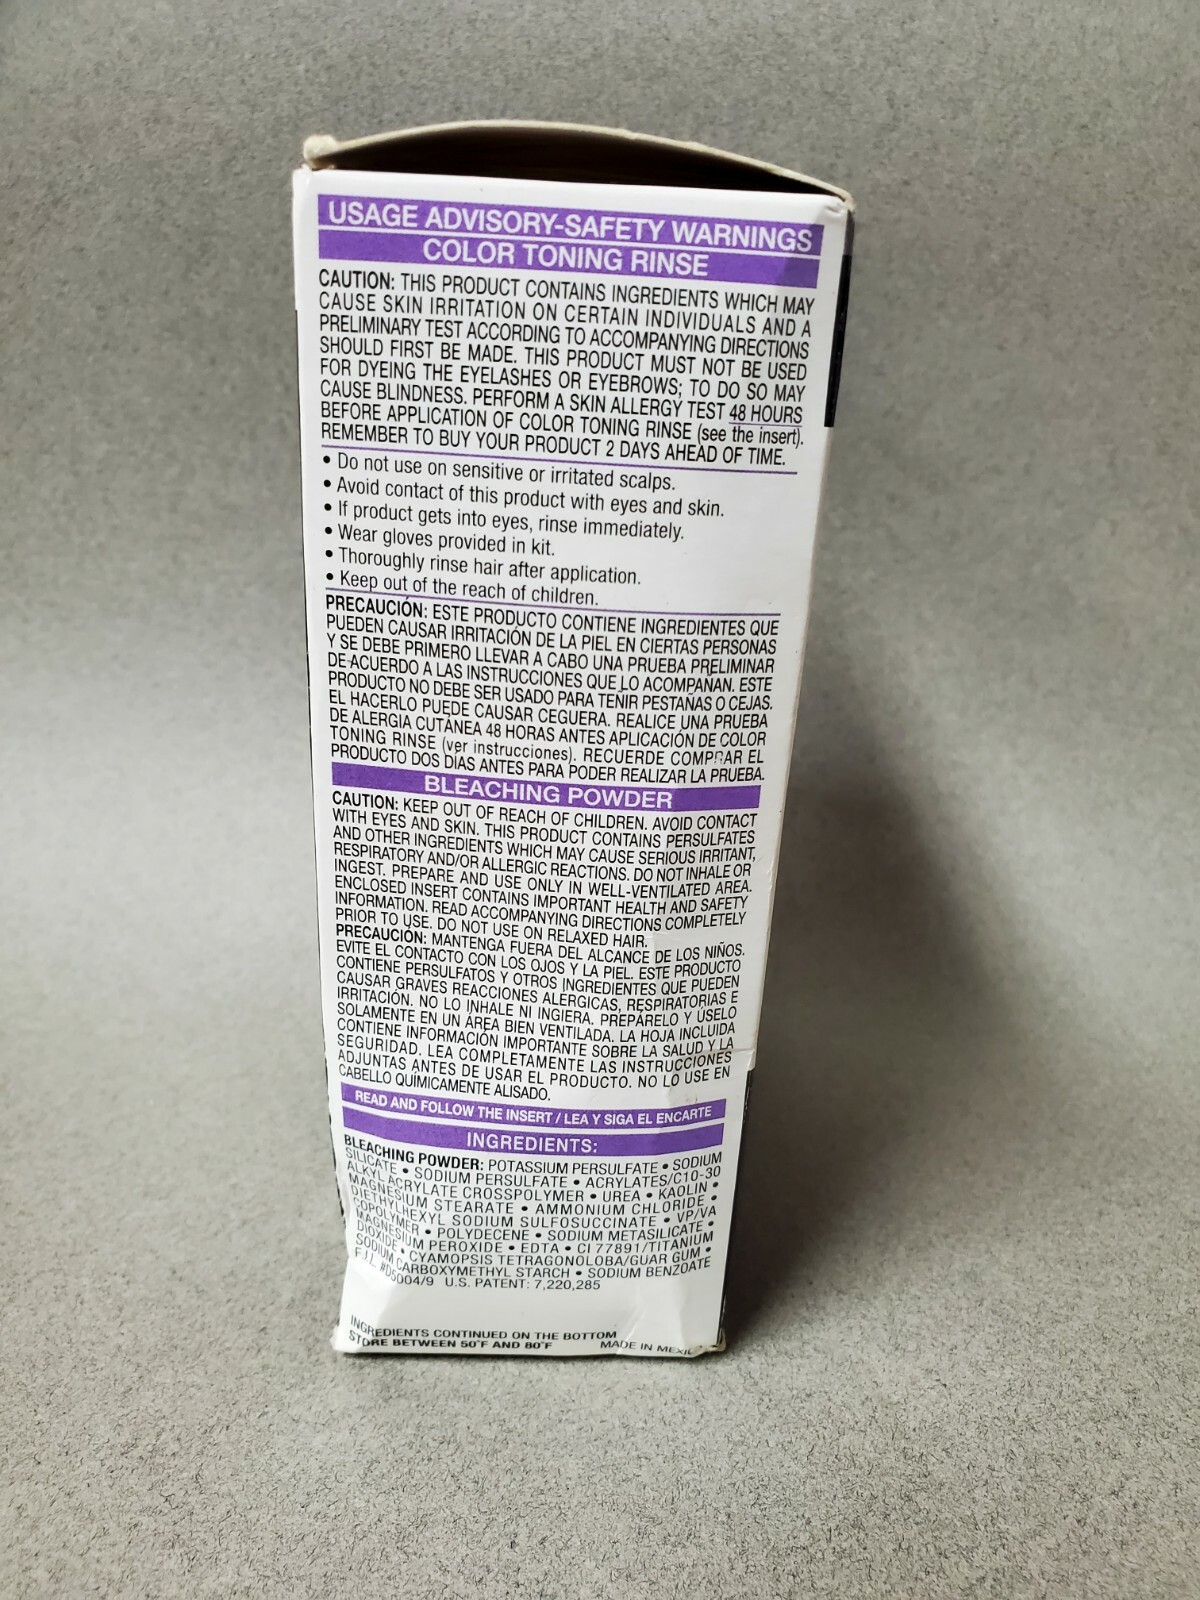 USAGE ADVISORY-SAFETY WARNINGS
COLOR TONING RINSE
CAUTION: THIS PRODUCT CONTAINS INGREDIENTS WHICH MAY
CAUSE SKIN IRRITATION ON CERTAIN INDIVIDUALS AND A
PRELIMINARY TEST ACCORDING TO ACCOMPANYING DIRECTIONS
SHOULD FIRST BE MADE. THIS PRODUCT MUST NOT BE USED
FOR DYEING THE EYELASHES OR EYEBROWS; TO DO SO MAY
CAUSE BLINDNESS. PERFORM A SKIN ALLERGY TEST 48 HOURS
BEFORE APPLICATION OF COLOR TONING RINSE (see the insert).
REMEMBER TO BUY YOUR PRODUCT 2 DAYS AHEAD OF TIME.
• Do not use on sensitive or irritated scalps.
• Avoid contact of this product with eyes and skin.
• If product gets into eyes, rinse immediately.
• Wear gloves provided in kit.
• Thoroughly rinse hair after application.
• Keep out of the reach of children.
PRECAUCIÓN: ESTE PRODUCTO CONTIENE INGREDIENTES QUE
PUEDEN CAUSAR IRRITACIÓN DE LA PIEL EN CIERTAS PERSONAS
Y SE DEBE PRIMERO LLEVAR A CABO UNA PRUEBA PRELIMINAR
DE ACUERDO A LAS INSTRUCCIONES QUE LO ACOMPAÑAN. ESTE
PRODUCTO NO DEBE SER USADO PARA TEÑIR PESTAÑAS O CEJAS.
EL HACERLO PUEDE CAUSAR CEGUERA. REALICE UNA PRUEBA
DE ALERGIA CUTÁNEA 48 HORAS ANTES APLICACIÓN DE COLOR
TONING RINSE (ver instrucciones). RECUERDE COMPRAR EL
PRODUCTO DOS DÍAS ANTES PARA PODER REALIZAR LA PRUEBA.
BLEACHING POWDER
CAUTION: KEEP OUT OF REACH OF CHILDREN. AVOID CONTACT
WITH EYES AND SKIN. THIS PRODUCT CONTAINS PERSULFATES
AND OTHER INGREDIENTS WHICH MAY CAUSE SERIOUS IRRITANT,
RESPIRATORY AND/OR ALLERGIC REACTIONS. DO NOT INHALE OR
INGEST. PREPARE AND USE ONLY IN WELL-VENTILATED AREA.
ENCLOSED INSERT CONTAINS IMPORTANT HEALTH AND SAFETY
INFORMATION. READ ACCOMPANYING DIRECTIONS COMPLETELY
PRIOR TO USE. DO NOT USE ON RELAXED HAIR.
PRECAUCIÓN: MANTENGA FUERA DEL ALCANCE DE LOS NIÑOS.
EVITE EL CONTACTO CON LOS OJOS Y LA PIEL. ESTE PRODUCTO
CONTIENE PERSULFATOS Y OTROS INGREDIENTES QUE PUEDEN
CAUSAR GRAVES REACCIONES ALERGICAS, RESPIRATORIAS E
IRRITACIÓN. NO LO INHALE NI INGIERA. PREPÁRELO Y ÚSELO
SOLAMENTE EN UN ÁREA BIEN VENTILADA. LA HOJA INCLUIDA
CONTIENE INFORMACIÓN IMPORTANTE SOBRE LA SALUD Y LA
SEGURIDAD. LEA COMPLETAMENTE LAS INSTRUCCIONES
ADJUNTAS ANTES DE USAR EL PRODUCTO. NO LO USE EN
CABELLO QUÍMICAMENTE ALISADO.
READ AND FOLLOW THE INSERT / LEA Y SIGA EL ENCARTE
INGREDIENTS:
BLEACHING POWDER: POTASSIUM PERSULFATE • SODIUM
SILICATE • SODIUM PERSULFATE • ACRYLATES/C10-30
ALKYL ACRYLATE CROSSPOLYMER • UREA • KAOLIN •
MAGNESIUM STEARATE • AMMONIUM CHLORIDE •
DIETHYLHEXYL SODIUM SULFOSUCCINATE • VP/VA
COPOLYMER • POLYDECENE • SODIUM METASILICATE •
MAGNESIUM PEROXIDE • EDTA • CI 77891/TITANIUM
DIOXIDE • CYAMOPSIS TETRAGONOLOBA/GUAR GUM •
SODIUM CARBOXYMETHYL STARCH • SODIUM BENZOATE
F.I.L. #D5004/9 U.S. PATENT: 7,220,285
INGREDIENTS CONTINUED ON THE BOTTOM
STORE BETWEEN 50°F AND 80°F MADE IN MEXIC